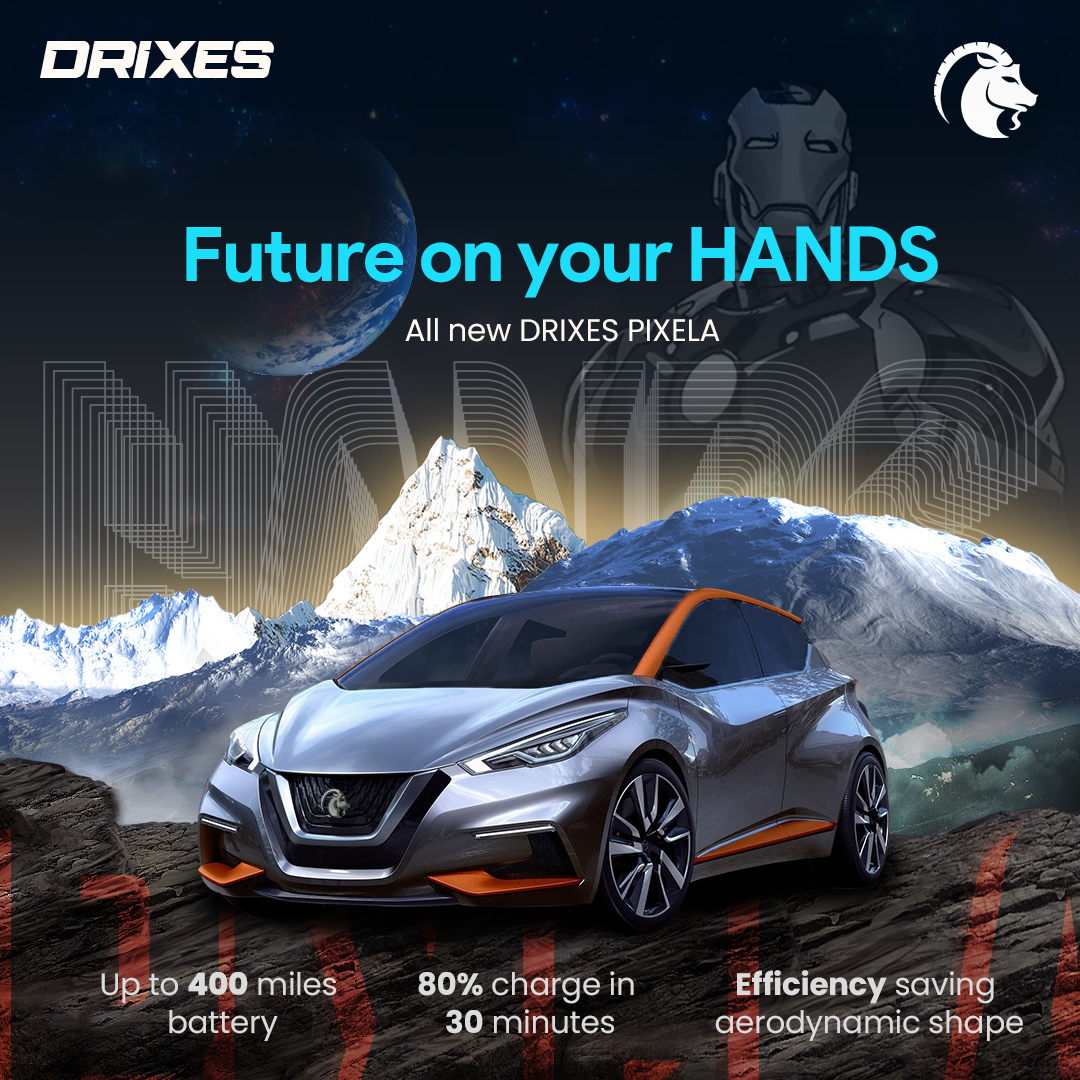 DRIXES
Future on your HANDS
All new DRIXES PIXELA
HANDS
Up to 400 miles
battery
80% charge in
30 minutes
Efficiency saving
aerodynamic shape